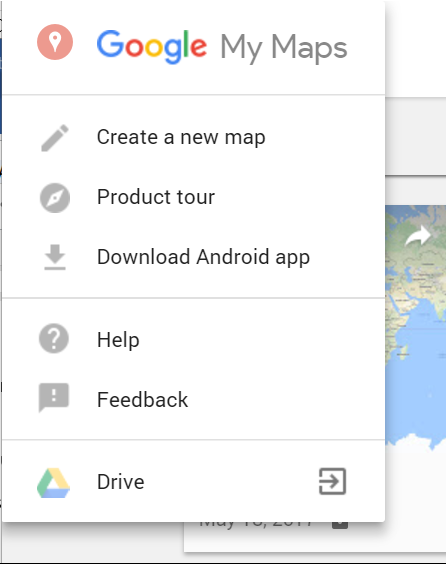 Google My Maps
Create a new map
Product tour
Download Android app
Help
Feedback
Drive